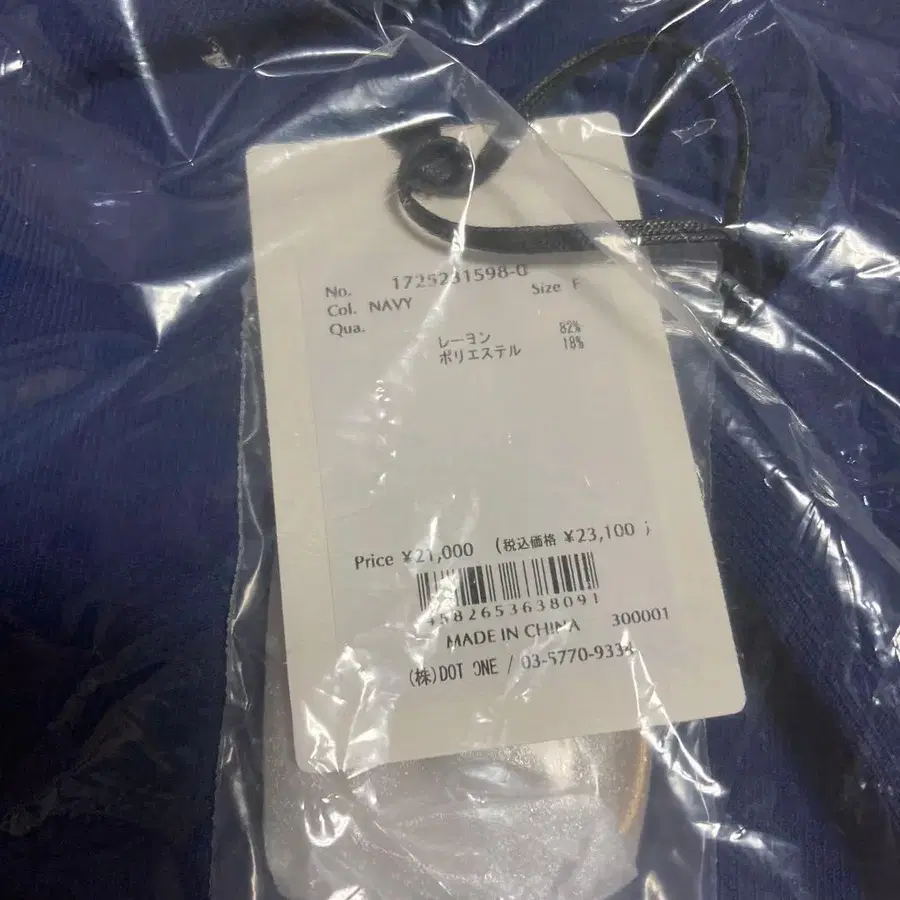 No. 1725231598-0
Col. NAVY Size F
Qua.
レーヨン 82%
ポリエステル 18%
Price ¥21,000 (税込価格 ¥23,100 )
4582653638091
MADE IN CHINA 300001
(株)DOT ONE / 03-5770-9334